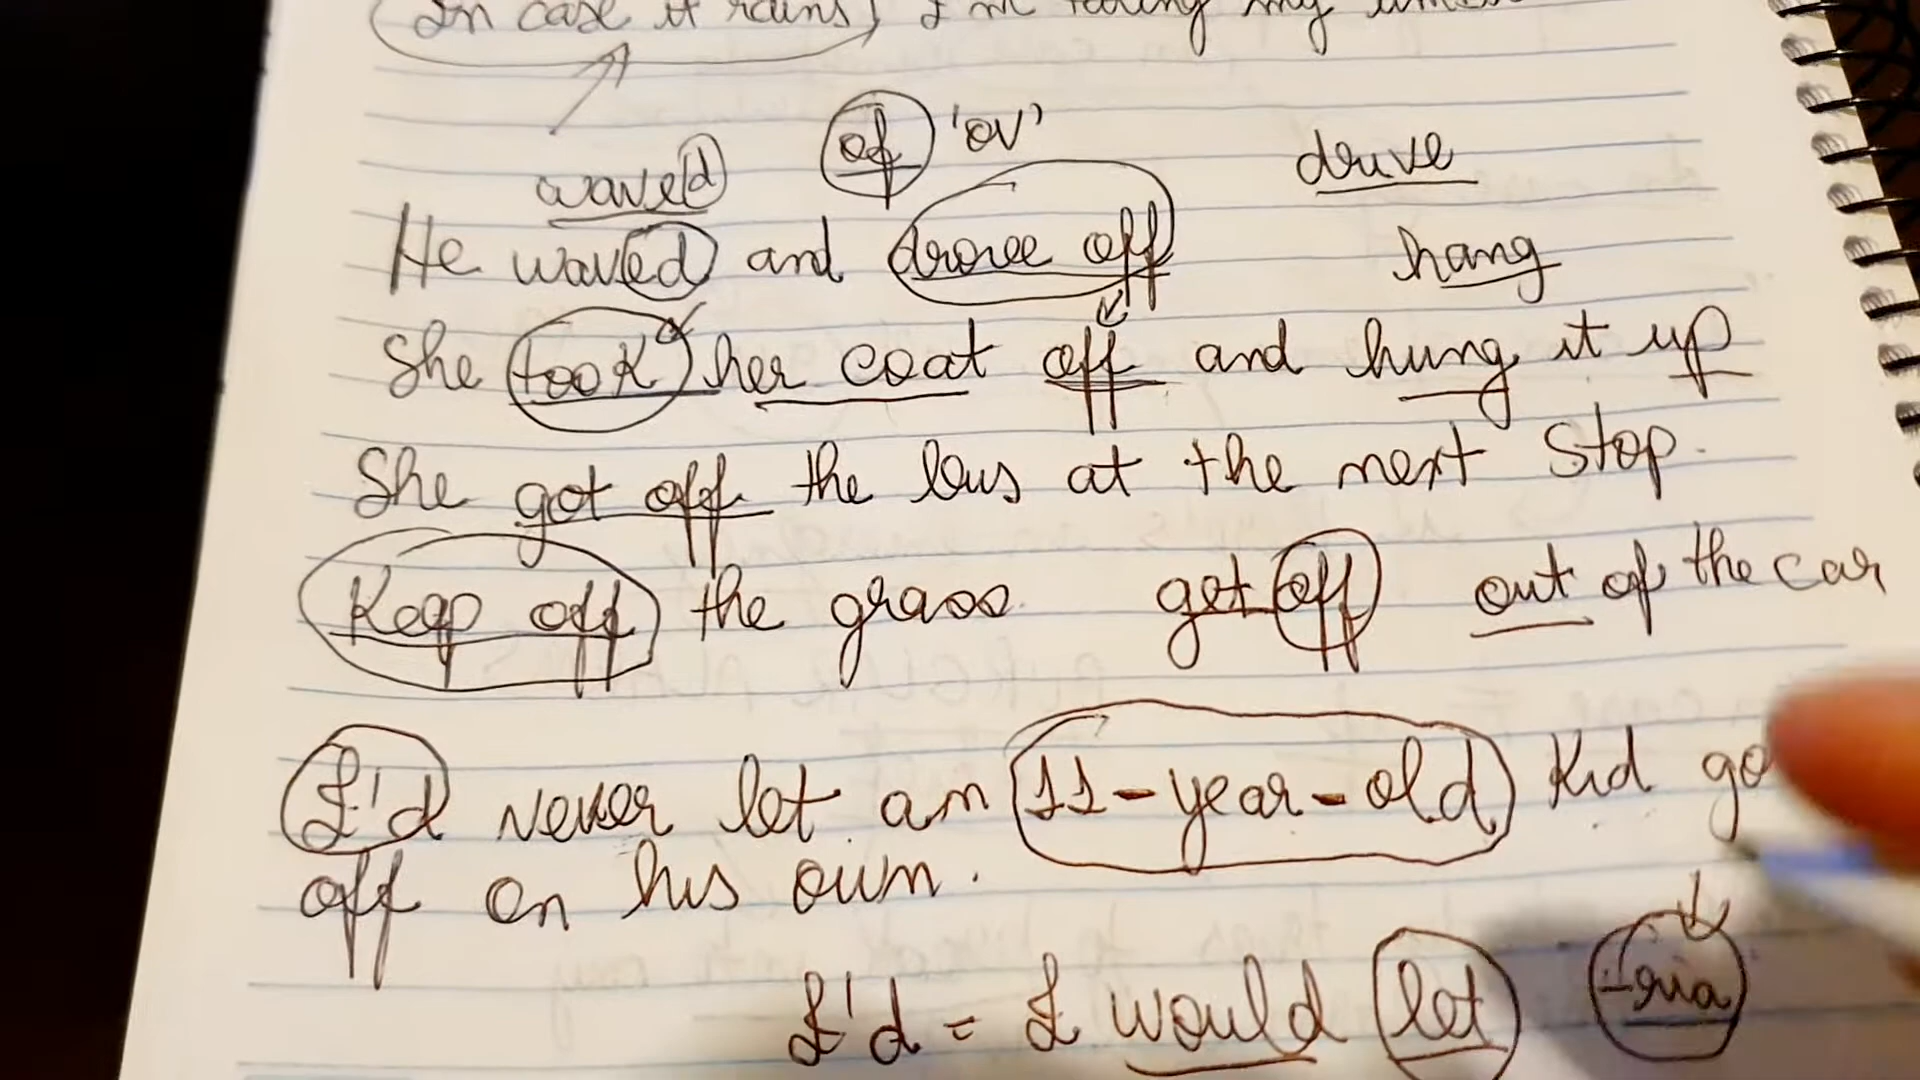 In case it rains, I'm taking my
of 'ov'
waved drive
He waved and drove off hang
She took her coat off and hung it up
She got off the bus at the next stop.
Keep off the grass. get off out of the car
I'd never let an 11-year-old kid go
off on his own.
I'd = I would let -ria